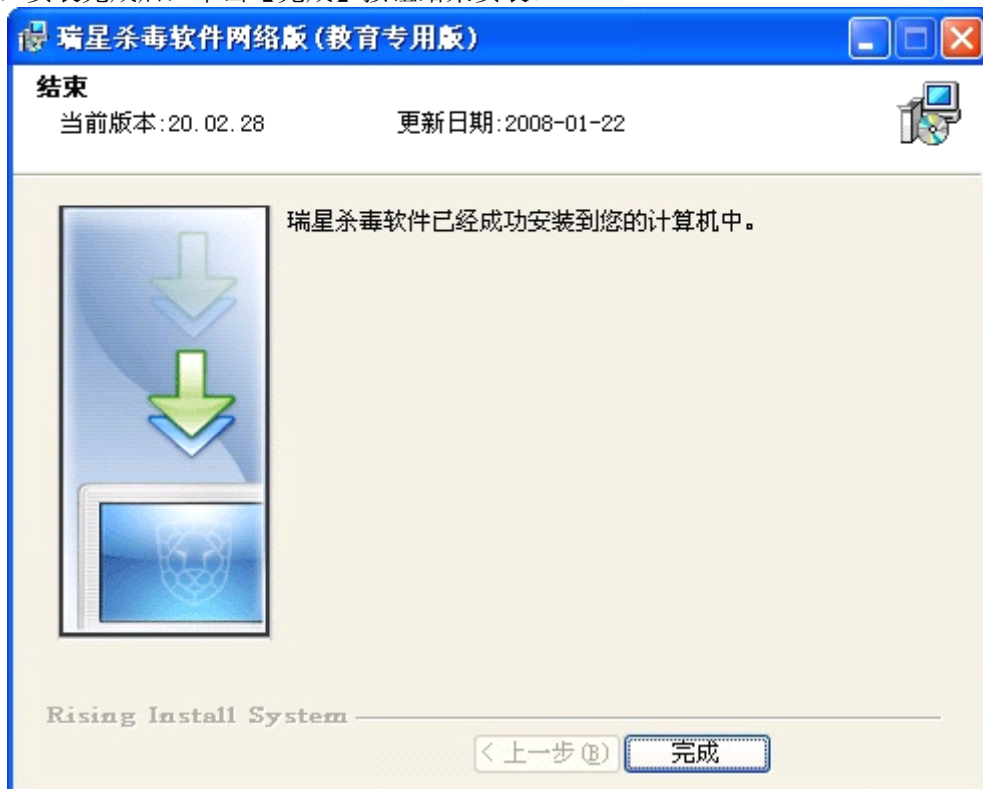 瑞星杀毒软件网络版(教育专用版)
结束
当前版本:20.02.28 更新日期:2008-01-22
瑞星杀毒软件已经成功安装到您的计算机中。
Rising Install System
<上一步(B) 完成